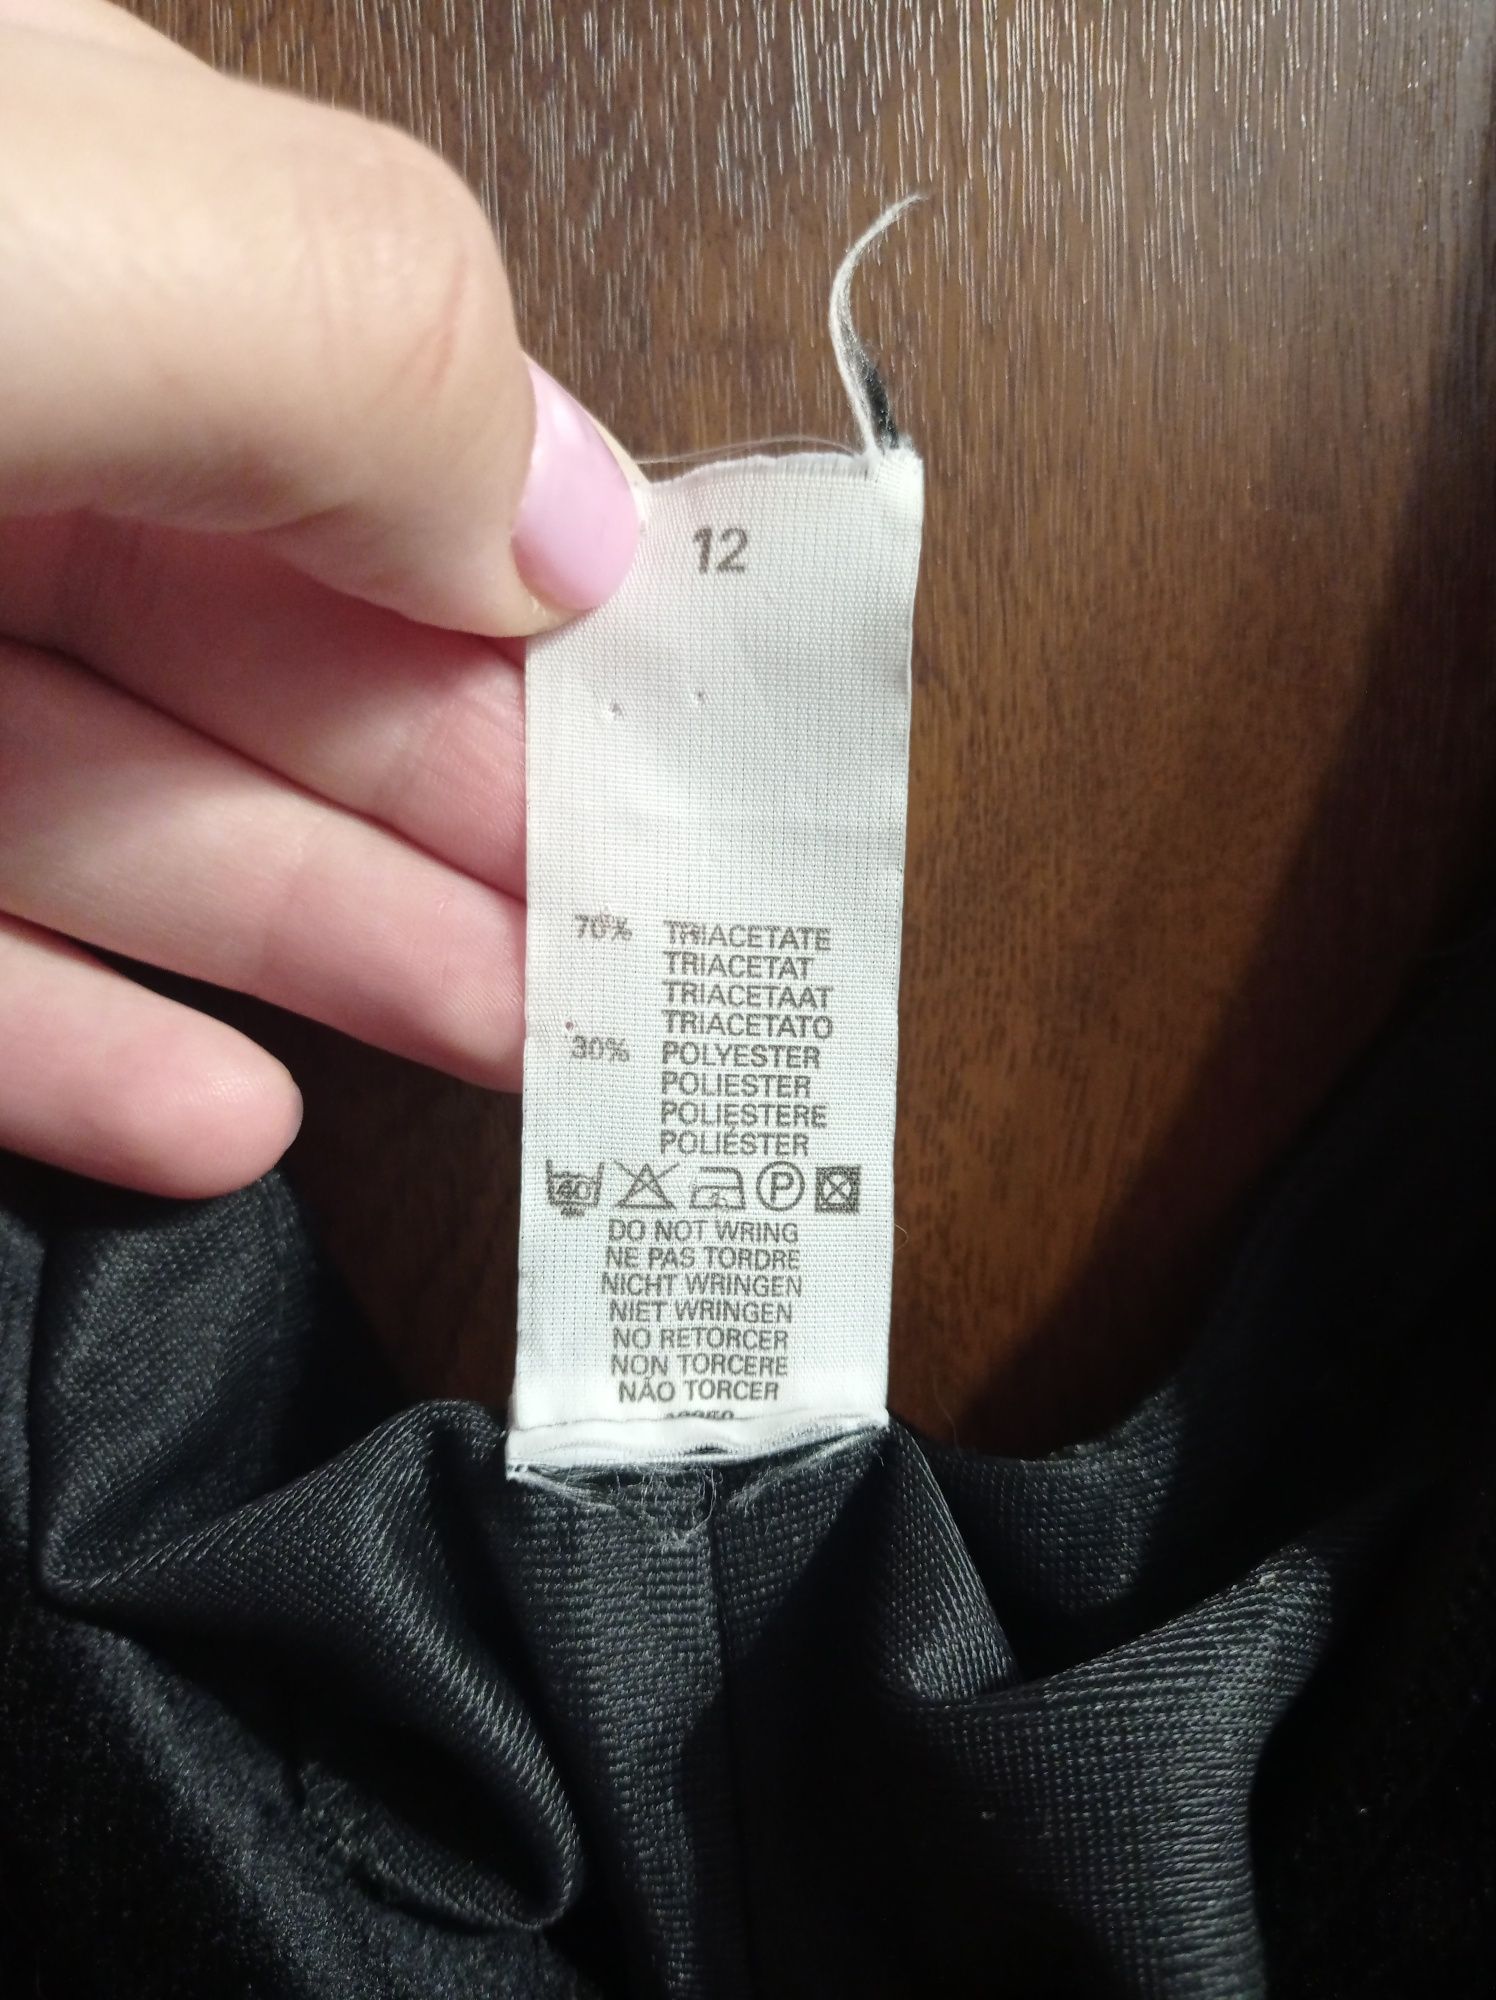 12
70% TRIACETATE
TRIACETAT
TRIACETAAT
TRIACETATO
30% POLYESTER
POLIESTER
POLIESTERE
POLIÉSTER
40 P
DO NOT WRING
NE PAS TORDRE
NICHT WRINGEN
NIET WRINGEN
NO RETORCER
NON TORCERE
NÃO TORCER